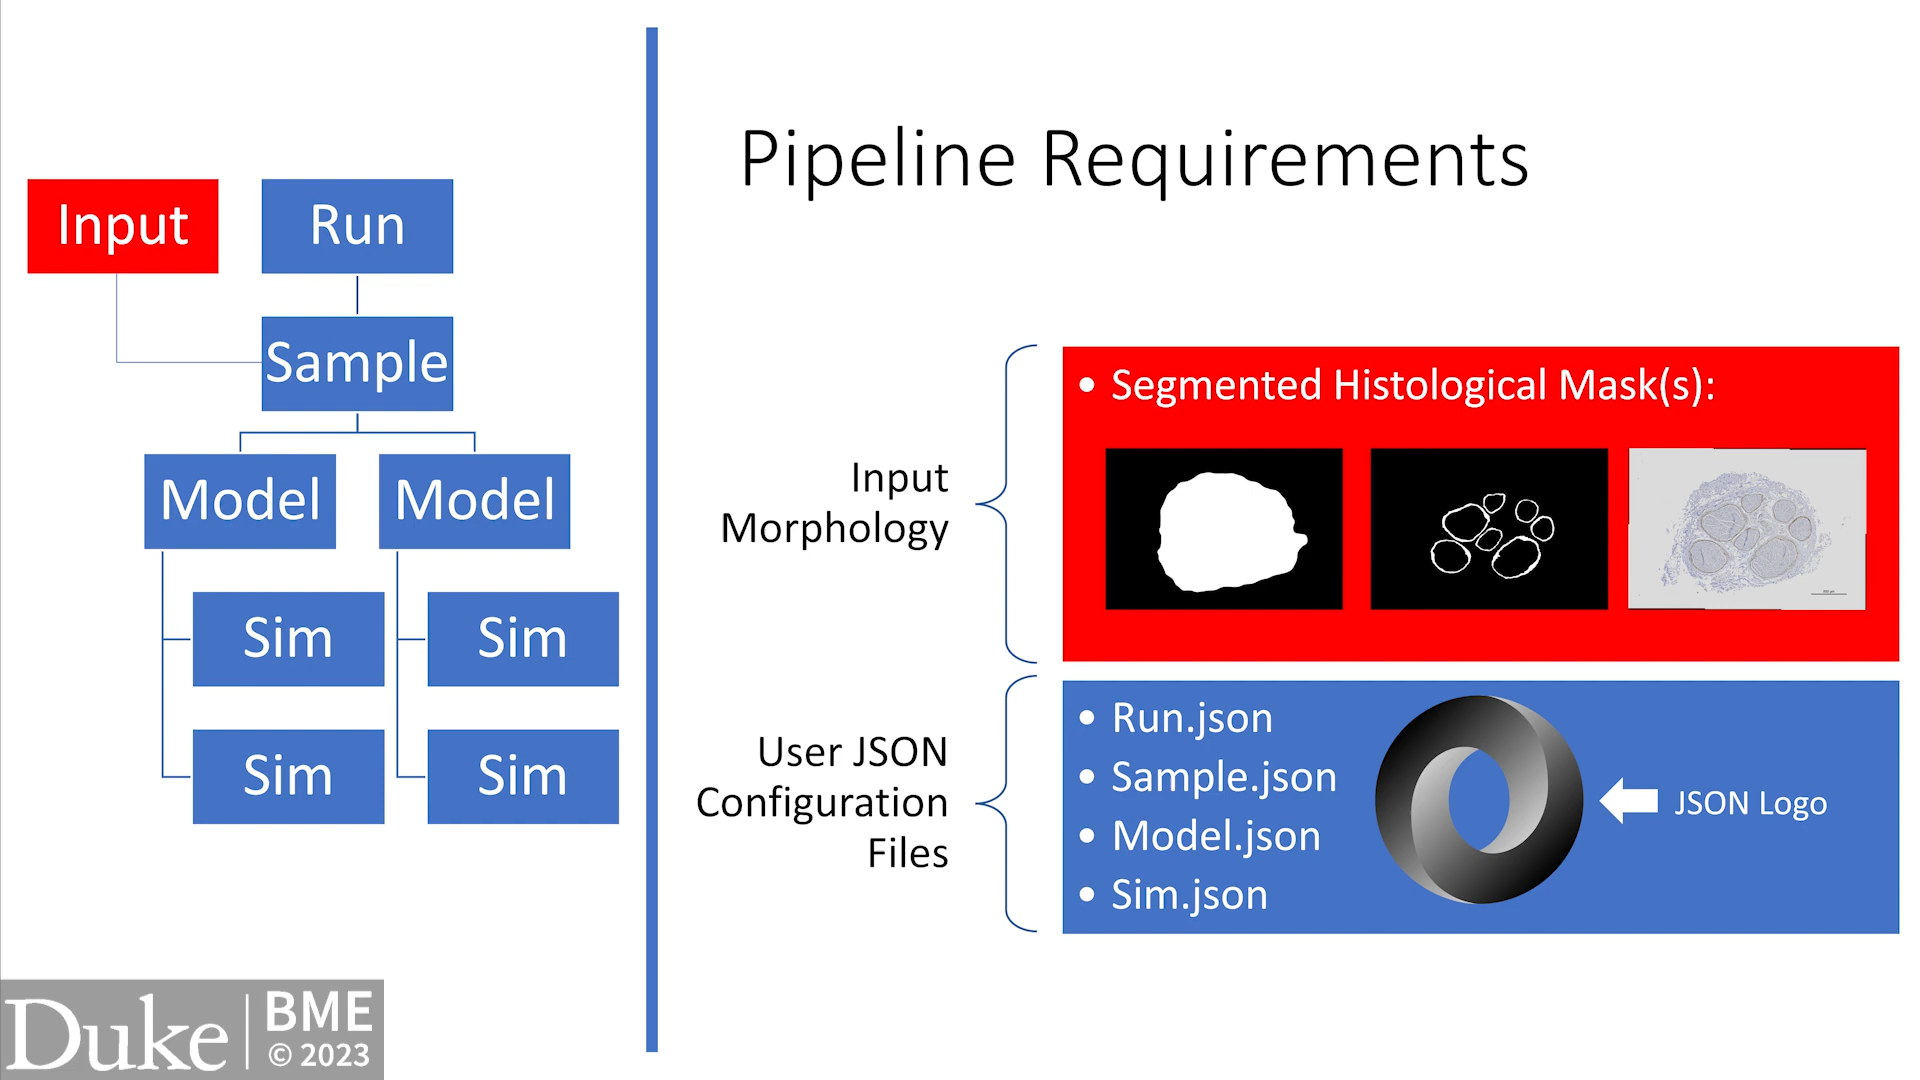 Pipeline Requirements
Input
Run
Sample
Model
Model
Sim
Sim
Sim
Sim
Input
Morphology
• Segmented Histological Mask(s):
User JSON
Configuration
Files
• Run.json
• Sample.json
• Model.json
• Sim.json
JSON Logo
Duke
BME
© 2023